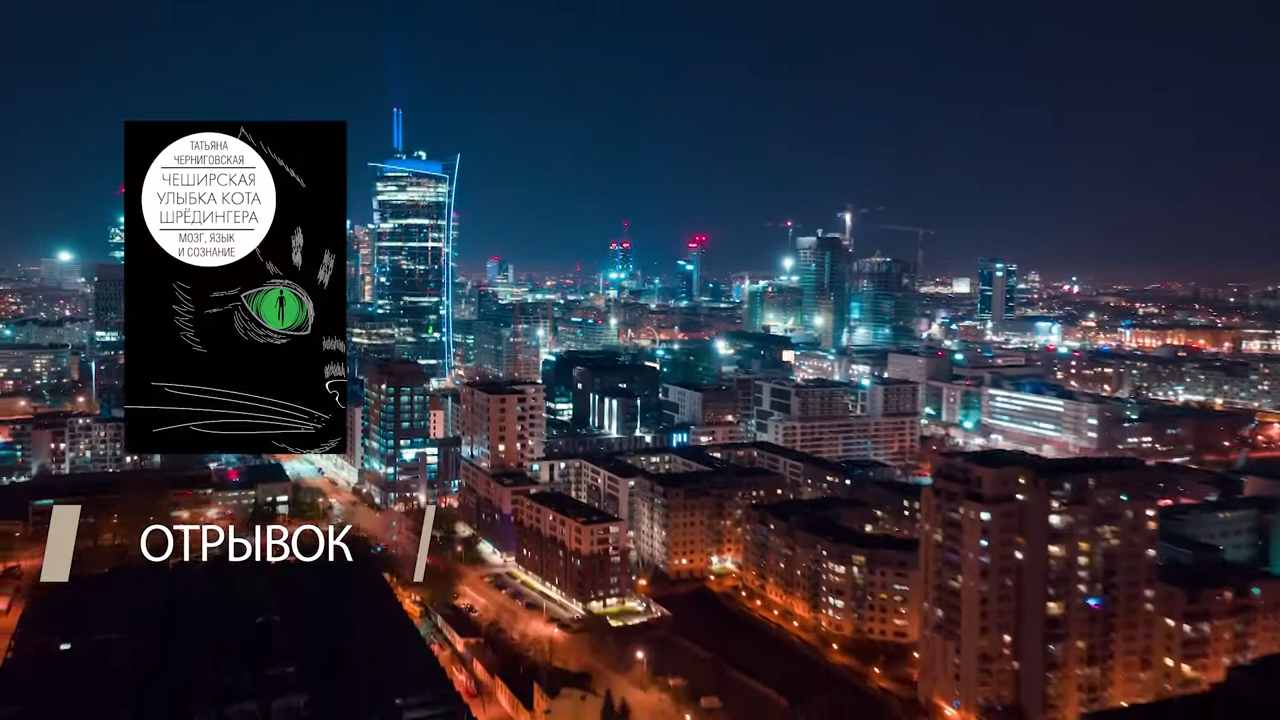 ТАТЬЯНА
ЧЕРНИГОВСКАЯ
ЧЕШИРСКАЯ
УЛЫБКА КОТА
ШРЁДИНГЕРА
МОЗГ, ЯЗЫК
И СОЗНАНИЕ
ОТРЫВОК